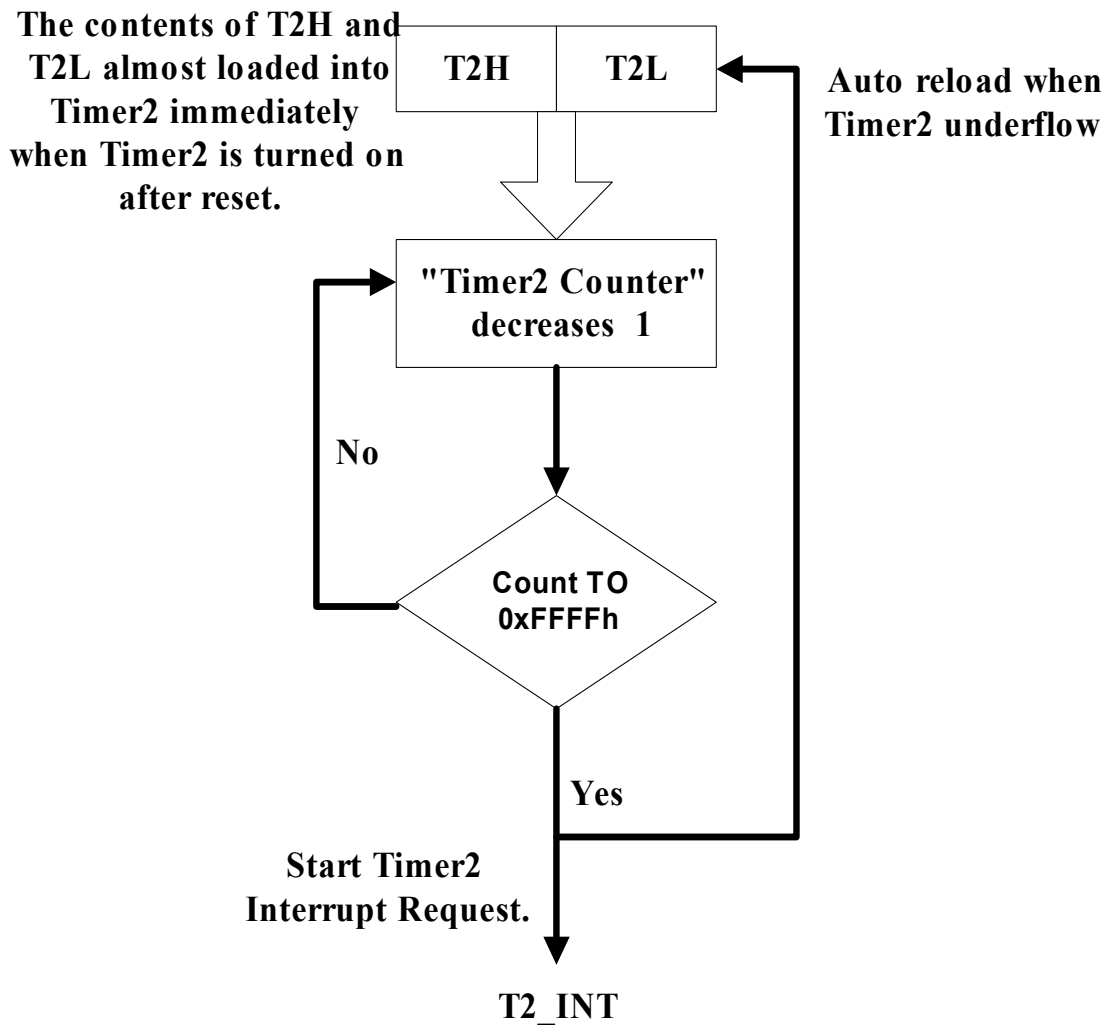 The contents of T2H and
T2L almost loaded into
Timer2 immediately
when Timer2 is turned on
after reset.
T2H
T2L
Auto reload when
Timer2 underflow
"Timer2 Counter"
decreases 1
No
Count TO
0xFFFFh
Yes
Start Timer2
Interrupt Request.
T2_INT